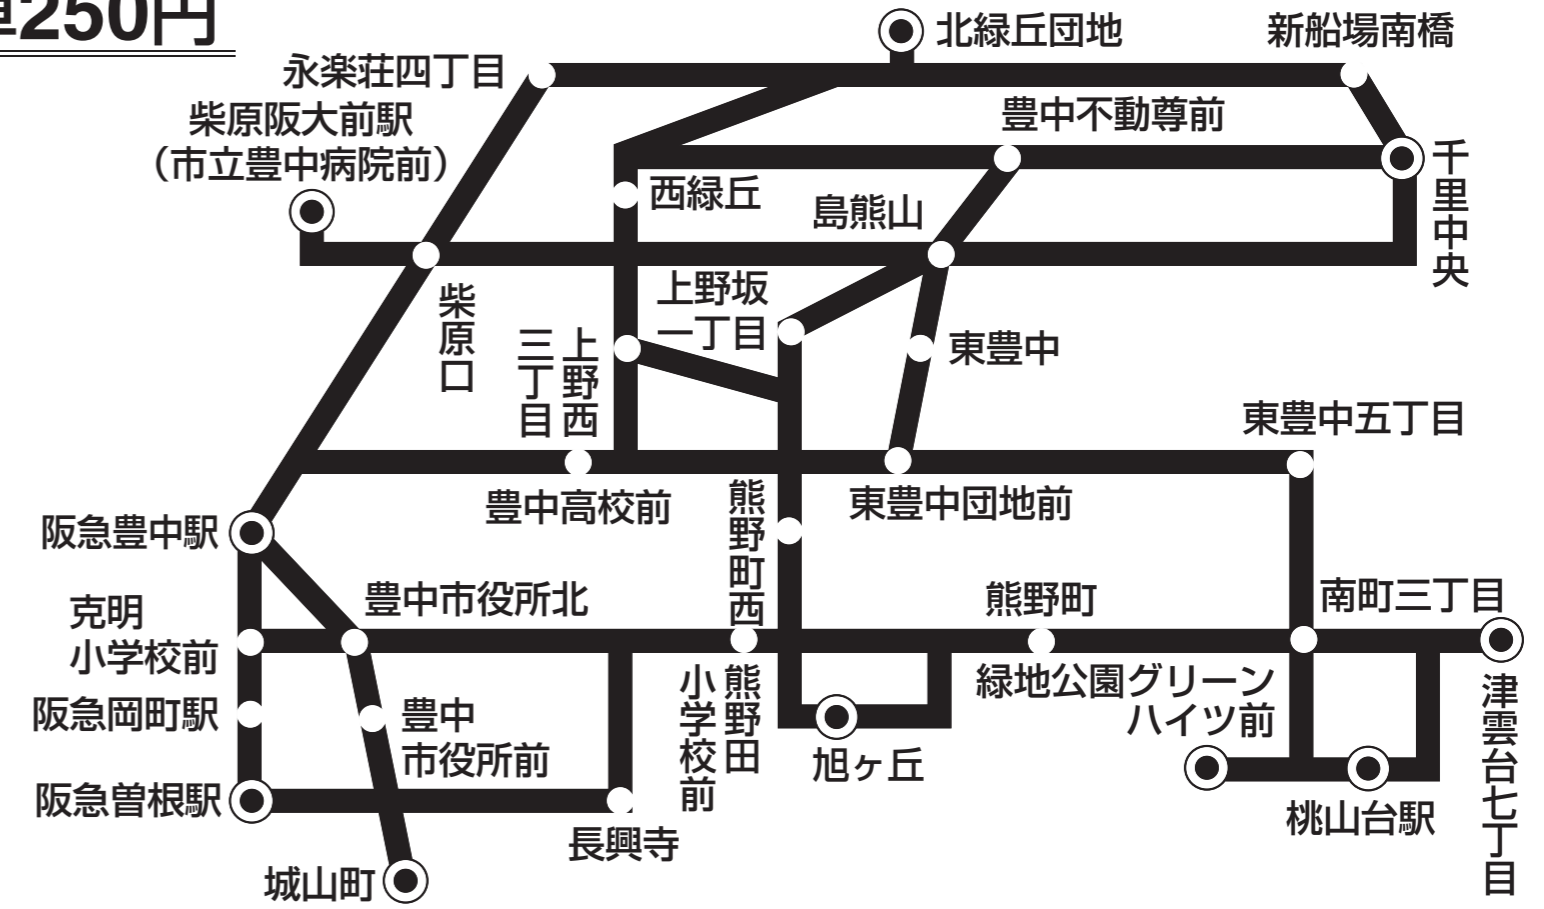 250円
北緑丘団地
新船場南橋
永楽荘四丁目
柴原阪大前駅
（市立豊中病院前）
豊中不動尊前
千里中央
西緑丘
島熊山
柴原口
上野坂
一丁目
上野西
三丁目
東豊中
東豊中五丁目
豊中高校前
熊野町西
東豊中団地前
阪急豊中駅
克明
小学校前
豊中市役所北
熊野町
南町三丁目
阪急岡町駅
豊中
市役所前
熊野田
小学校前
緑地公園グリーン
ハイツ前
旭ヶ丘
津雲台七丁目
阪急曽根駅
長興寺
桃山台駅
城山町